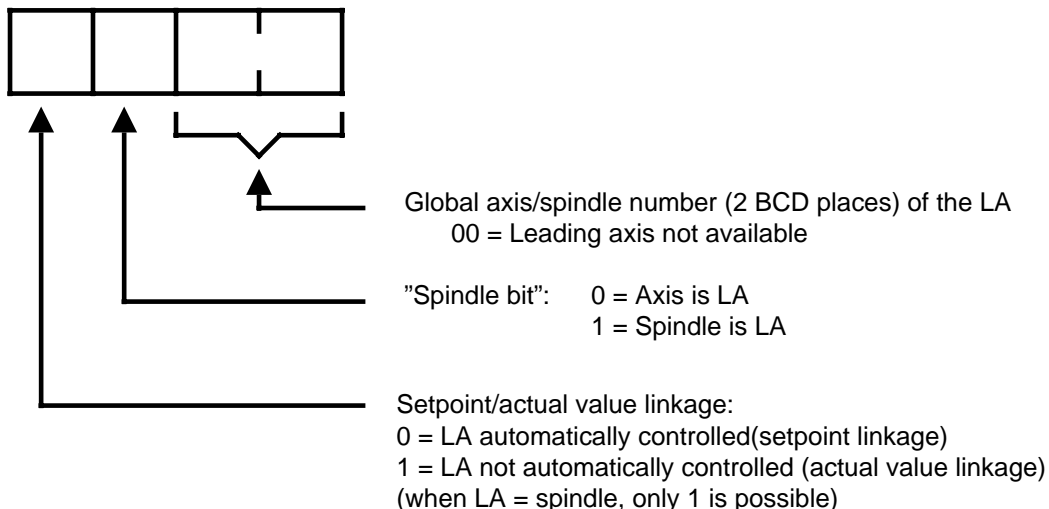 Global axis/spindle number (2 BCD places) of the LA
00 = Leading axis not available
”Spindle bit”: 0 = Axis is LA
1 = Spindle is LA
Setpoint/actual value linkage:
0 = LA automatically controlled(setpoint linkage)
1 = LA not automatically controlled (actual value linkage)
(when LA = spindle, only 1 is possible)